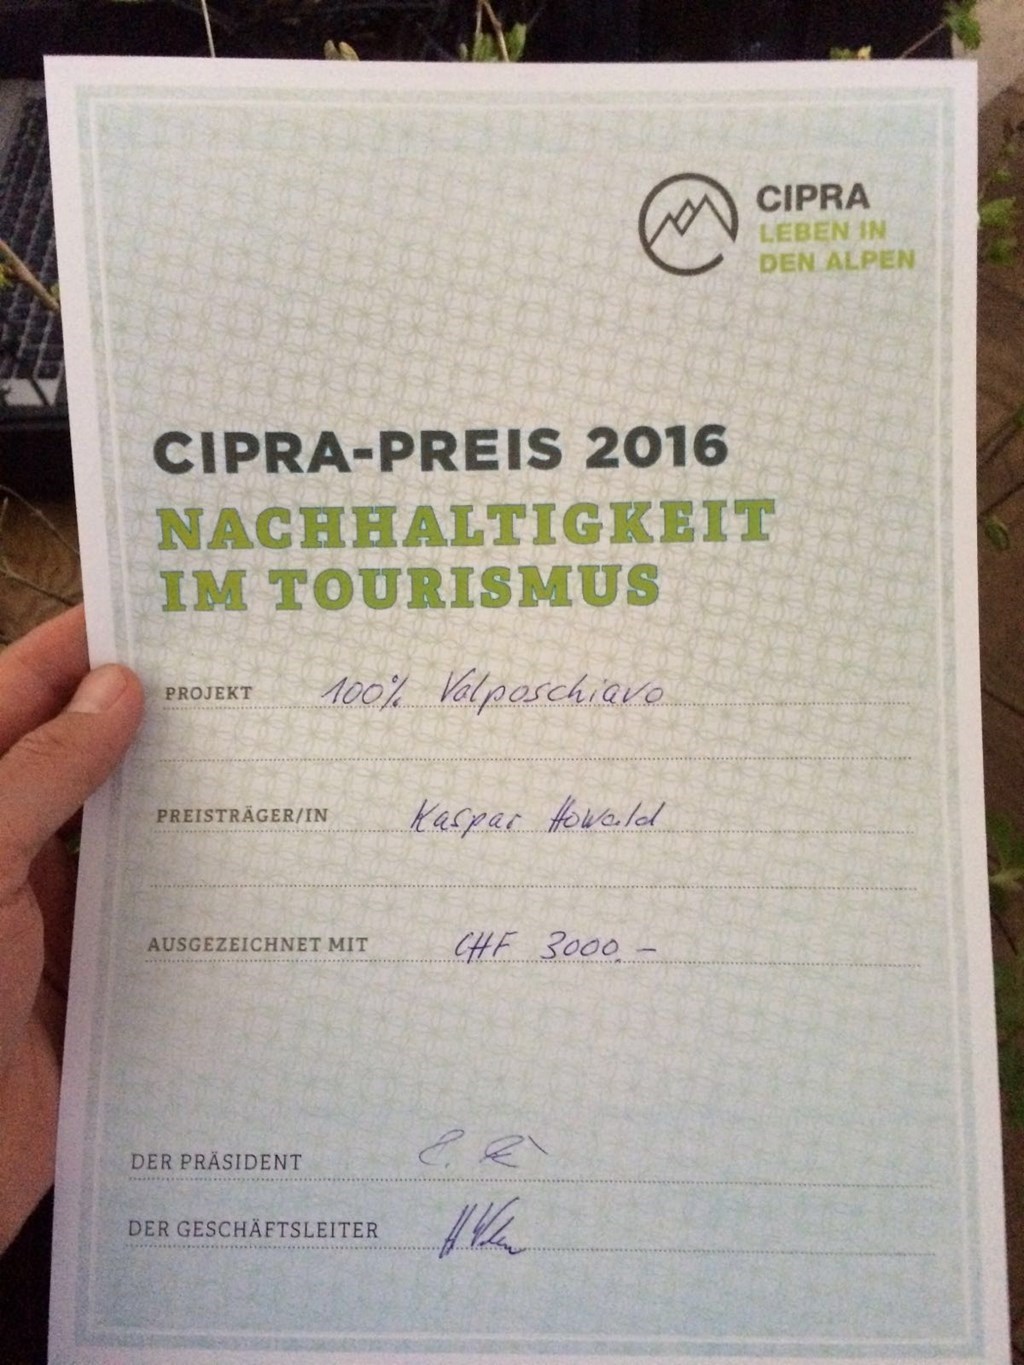 CIPRA
LEBEN IN
DEN ALPEN
CIPRA-PREIS 2016
NACHHALTIGKEIT
IM TOURISMUS
PROJEKT 100% Valposchiavo
PREISTRÄGER/IN Kaspar Howald
AUSGEZEICHNET MIT CHF 3000.-
DER PRÄSIDENT
DER GESCHÄFTSLEITER